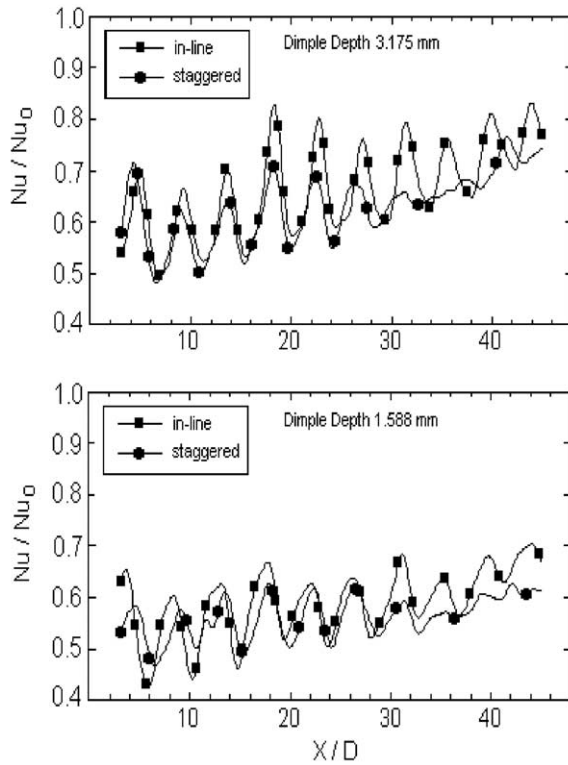 1.0
in-line
staggered
Dimple Depth 3.175 mm
0.9
0.8
0.7
0.6
0.5
0.4
Nu / Nu₀
10
20
30
40
1.0
in-line
staggered
Dimple Depth 1.588 mm
0.9
0.8
0.7
0.6
0.5
0.4
Nu / Nu₀
10
20
30
40
X/D